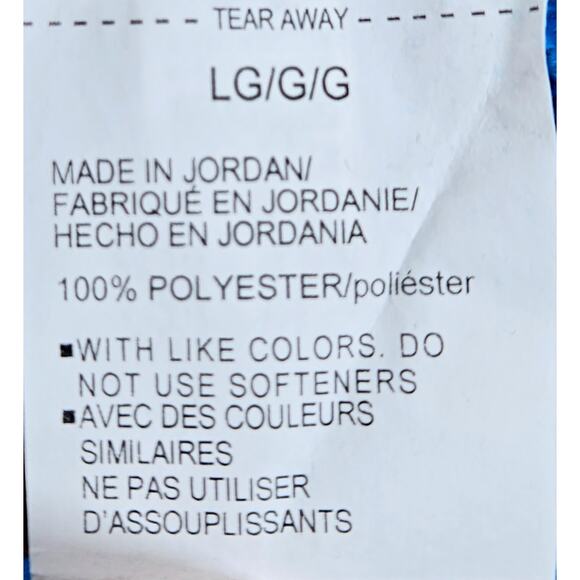 TEAR AWAY
LG/G/G
MADE IN JORDAN/
FABRIQUÉ EN JORDANIE/
HECHO EN JORDANIA
100% POLYESTER/poliéster
▪WITH LIKE COLORS. DO
NOT USE SOFTENERS
▪AVEC DES COULEURS
SIMILAIRES
NE PAS UTILISER
D'ASSOUPLISSANTS